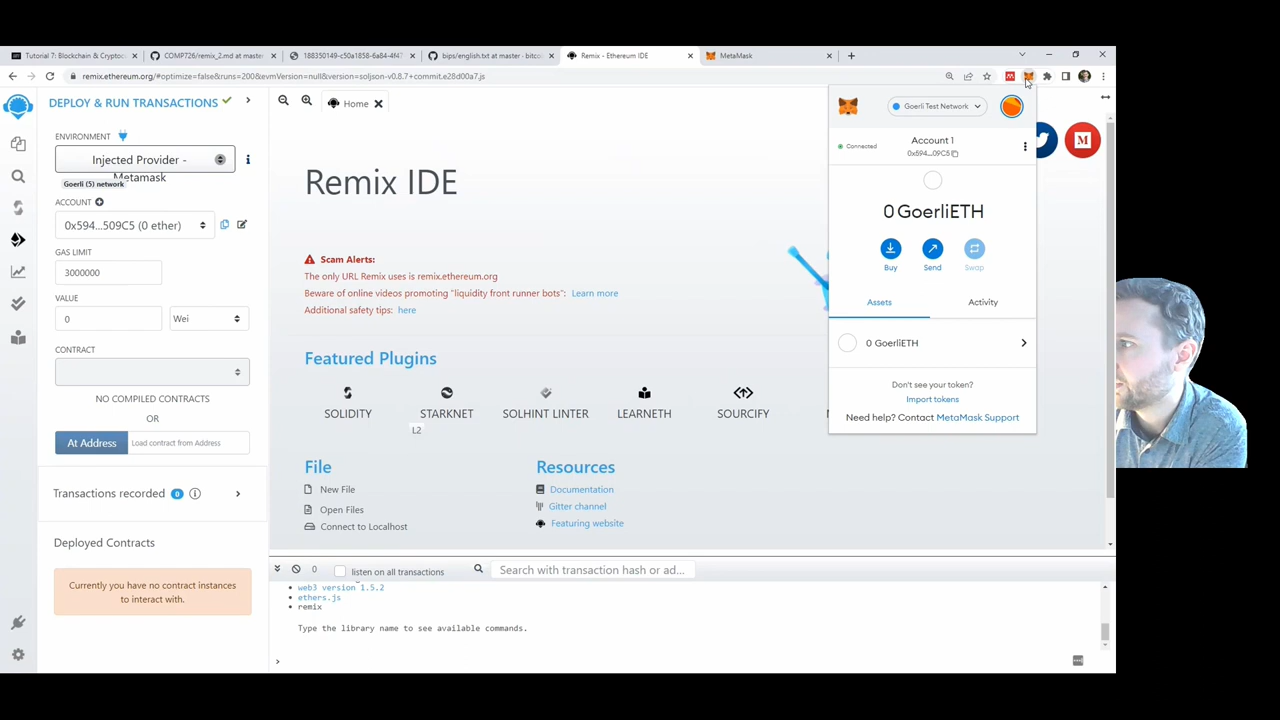 Tutorial 7: Blockchain & Cryptoc
COMP726/remix_2.md at master
188350149-c50a1858-6a84-4f47
bips/english.txt at master · bitco
Remix - Ethereum IDE
MetaMask
remix.ethereum.org/#optimize=false&runs=200&evmVersion=null&version=soljson-v0.8.7+commit.e28d00a7.js
DEPLOY & RUN TRANSACTIONS
ENVIRONMENT
Injected Provider -
Metamask
Goerli (5) network
ACCOUNT
0x594...509C5 (0 ether)
GAS LIMIT
3000000
VALUE
0
Wei
CONTRACT
NO COMPILED CONTRACTS
OR
At Address
Load contract from Address
Transactions recorded 0
Deployed Contracts
Currently you have no contract instances
to interact with.
Home
Remix IDE
Scam Alerts:
The only URL Remix uses is remix.ethereum.org
Beware of online videos promoting "liquidity front runner bots": Learn more
Additional safety tips: here
Featured Plugins
SOLIDITY
STARKNET
L2
SOLHINT LINTER
LEARNETH
SOURCIFY
File
New File
Open Files
Connect to Localhost
Resources
Documentation
Gitter channel
Featuring website
0
listen on all transactions
Search with transaction hash or ad...
web3 version 1.5.2
ethers.js
remix
Type the library name to see available commands.
>
Goerli Test Network
Connected
Account 1
0x594...09C5
0 GoerliETH
Buy
Send
Swap
Assets
Activity
0 GoerliETH
Don't see your token?
Import tokens
Need help? Contact MetaMask Support